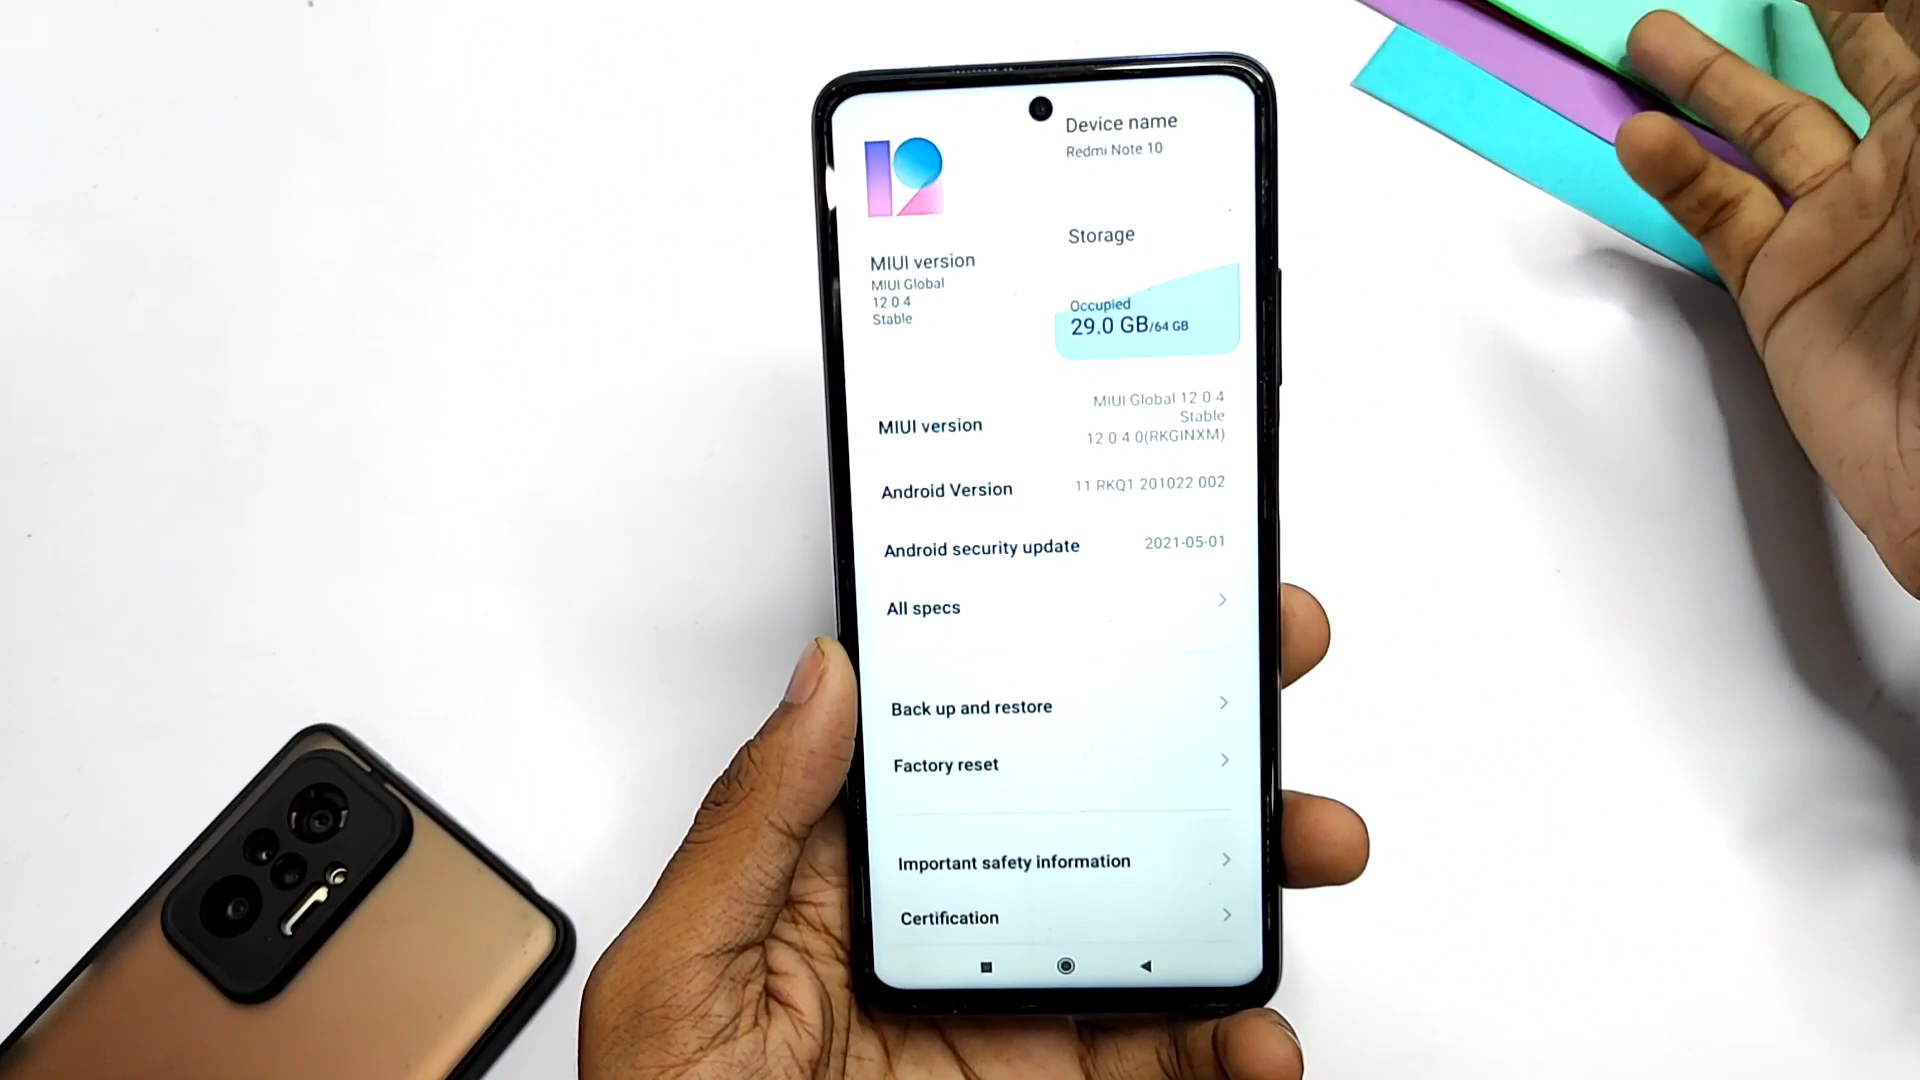 12
Device name
Redmi Note 10
MIUI version
MIUI Global
12 0 4
Stable
Storage
Occupied
29.0 GB/64 GB
MIUI version
MIUI Global 12 0 4
Stable
12 0 4 0(RKGINXM)
Android Version
11 RKQ1 201022 002
Android security update
2021-05-01
All specs
Back up and restore
Factory reset
Important safety information
Certification